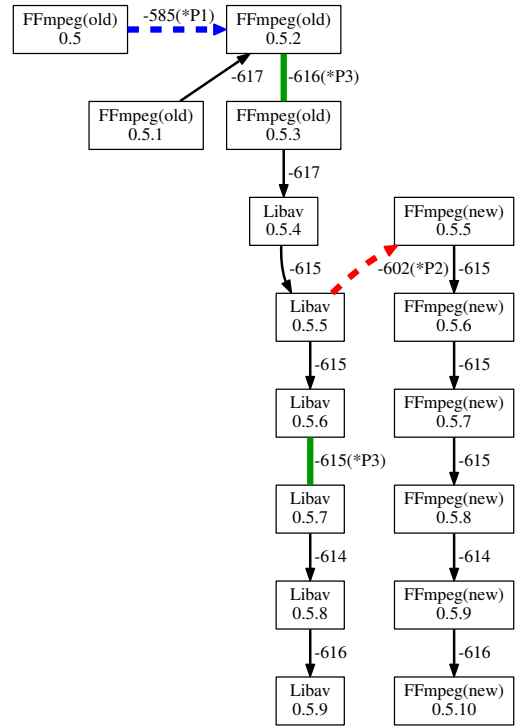 -585(*P1)
FFmpeg(old)
0.5
FFmpeg(old)
0.5.2
-617
-616(*P3)
FFmpeg(old)
0.5.1
FFmpeg(old)
0.5.3
-617
Libav
0.5.4
FFmpeg(new)
0.5.5
-615
-602(*P2)
-615
Libav
0.5.5
FFmpeg(new)
0.5.6
-615
-615
Libav
0.5.6
FFmpeg(new)
0.5.7
-615(*P3)
-615
Libav
0.5.7
FFmpeg(new)
0.5.8
-614
-614
Libav
0.5.8
FFmpeg(new)
0.5.9
-616
-616
Libav
0.5.9
FFmpeg(new)
0.5.10